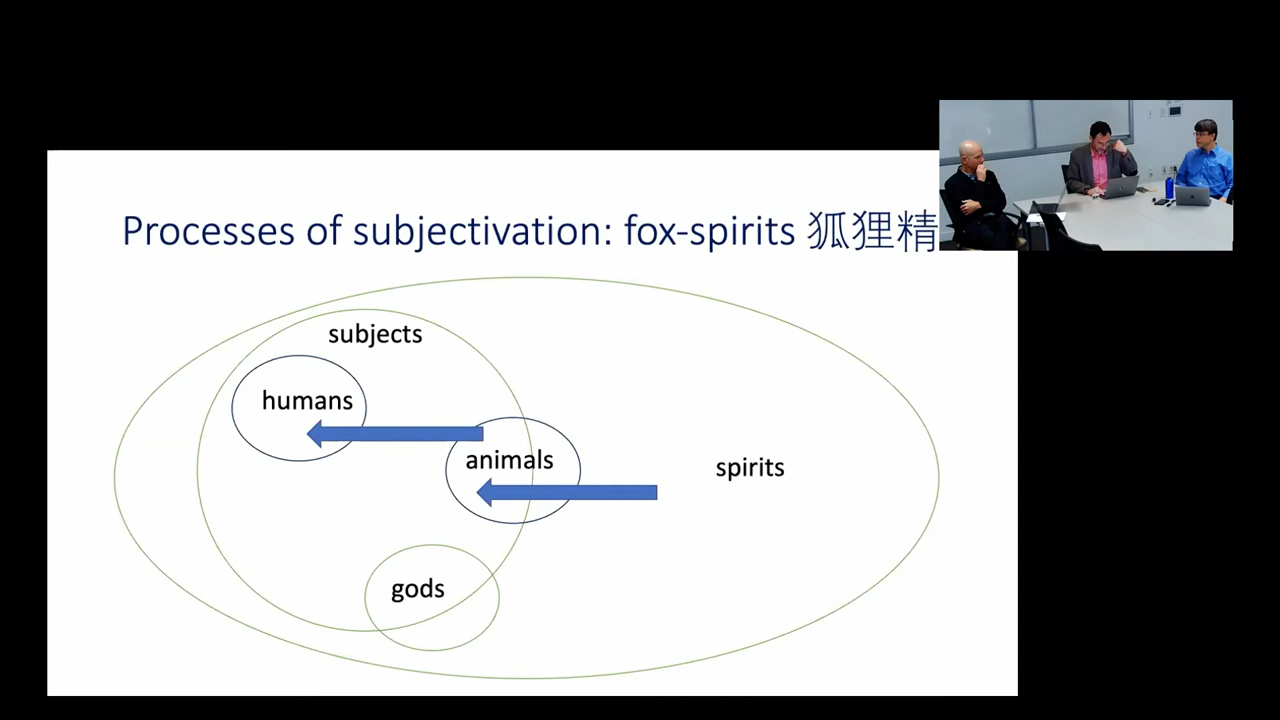 Processes of subjectivation: fox-spirits 狐狸精
subjects
humans
animals
spirits
gods